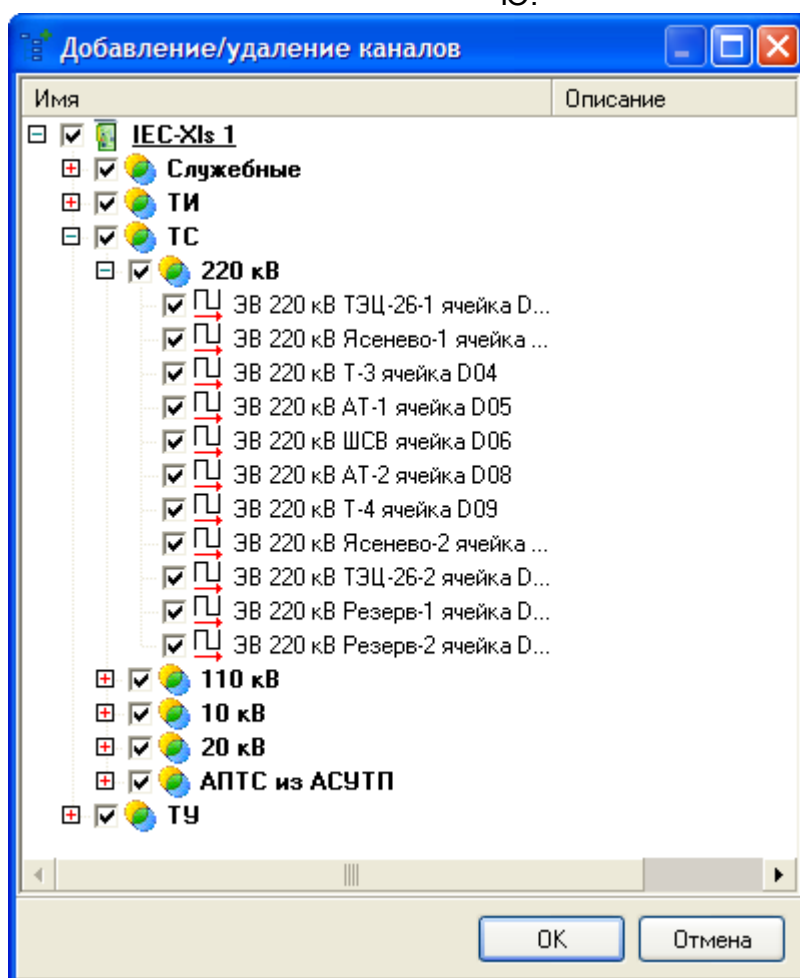 ю.
Добавление/удаление каналов
Имя Описание
IEC-Xls 1
Служебные
ТИ
ТС
220 кВ
ЭВ 220 кВ ТЭЦ-26-1 ячейка D...
ЭВ 220 кВ Ясенево-1 ячейка ...
ЭВ 220 кВ Т-3 ячейка D04
ЭВ 220 кВ АТ-1 ячейка D05
ЭВ 220 кВ ШСВ ячейка D06
ЭВ 220 кВ АТ-2 ячейка D08
ЭВ 220 кВ Т-4 ячейка D09
ЭВ 220 кВ Ясенево-2 ячейка ...
ЭВ 220 кВ ТЭЦ-26-2 ячейка D...
ЭВ 220 кВ Резерв-1 ячейка D...
ЭВ 220 кВ Резерв-2 ячейка D...
110 кВ
10 кВ
20 кВ
АПТС из АСУТП
ТУ
ОК Отмена